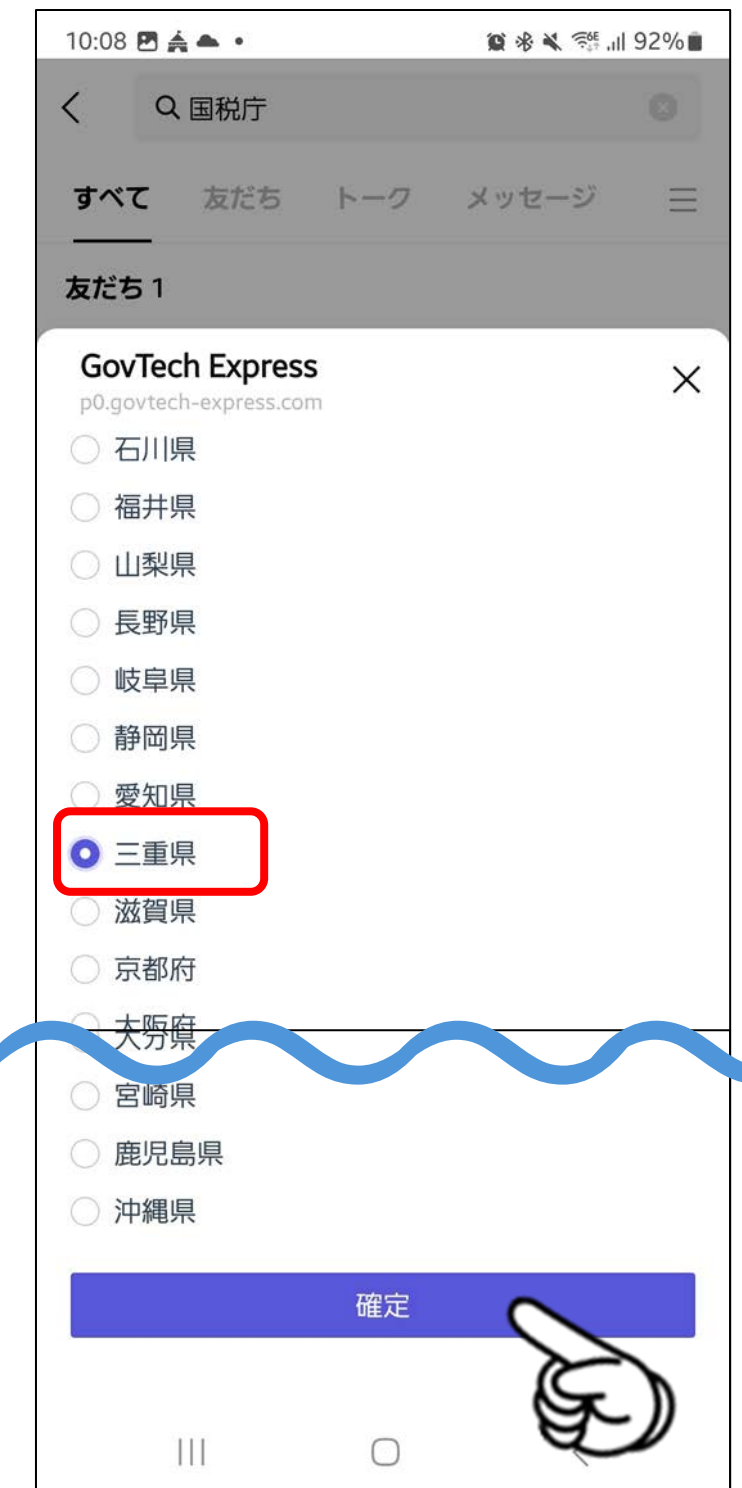 10:08 92%
国税庁
すべて 友だち トーク メッセージ
友だち 1
GovTech Express
p0.govtech-express.com
石川県
福井県
山梨県
長野県
岐阜県
静岡県
愛知県
三重県
滋賀県
京都府
大阪府
大分県
宮崎県
鹿児島県
沖縄県
確定